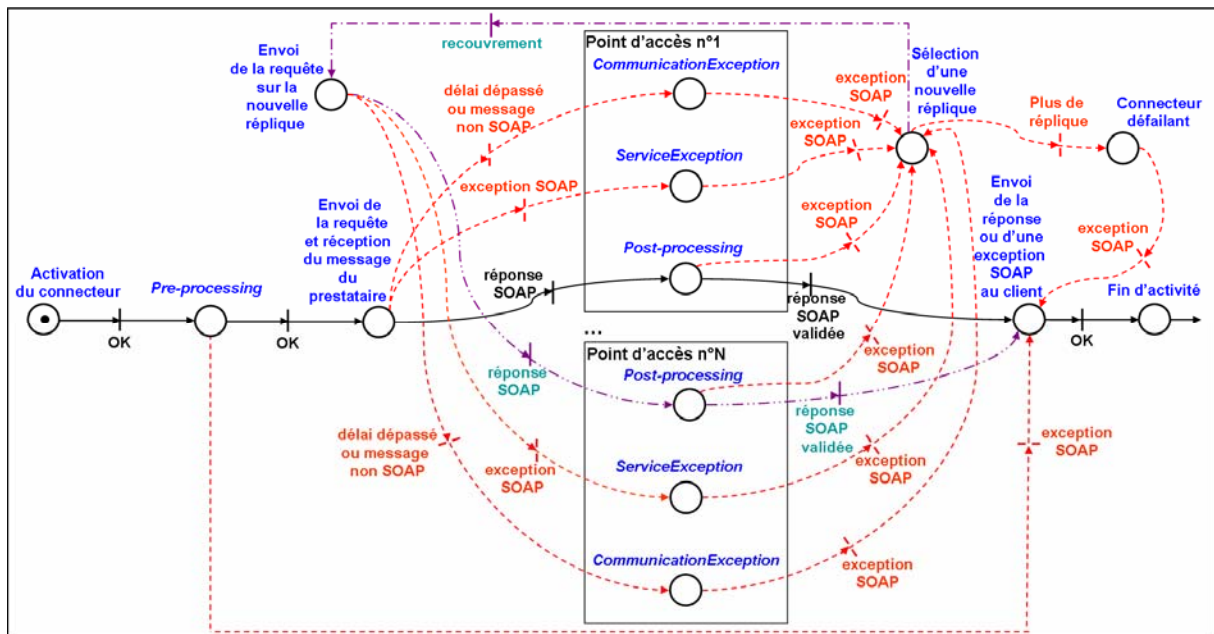 recouvrement
Envoi
de la requête
sur la
nouvelle
réplique
Point d'accès n°1
CommunicationException
délai dépassé
ou message
non SOAP
exception
SOAP
Sélection
d'une
nouvelle
réplique
Plus de
réplique
Connecteur
défailant
exception
SOAP
ServiceException
exception SOAP
exception
SOAP
Envoi de
la requête
et réception
du message
du
prestataire
Post-processing
Envoi
de la
réponse
ou d'une
exception
SOAP
au client
exception
SOAP
Activation
du connecteur
Pre-processing
réponse
SOAP
réponse
SOAP
validée
Fin d'activité
OK
OK
OK
...
Point d'accès n°N
Post-processing
exception
SOAP
réponse
SOAP
réponse
SOAP
validée
délai dépassé
ou message
non SOAP
exception
SOAP
ServiceException
exception
SOAP
exception
SOAP
CommunicationException
exception
SOAP